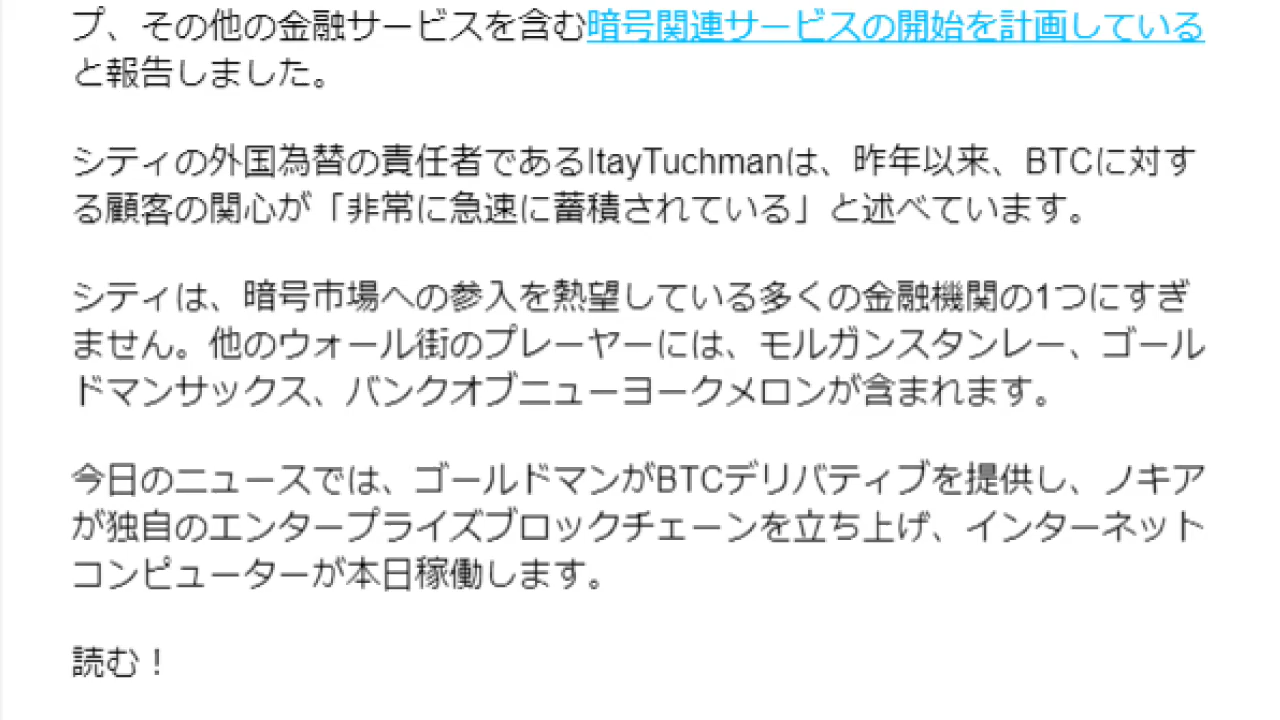 プ、その他の金融サービスを含む暗号関連サービスの開始を計画している
と報告しました。
シティの外国為替の責任者であるItayTuchmanは、昨年以来、BTCに対す
る顧客の関心が「非常に急速に蓄積されている」と述べています。
シティは、暗号市場への参入を熱望している多くの金融機関の1つにすぎ
ません。他のウォール街のプレーヤーには、モルガンスタンレー、ゴール
ドマンサックス、バンクオブニューヨークメロンが含まれます。
今日のニュースでは、ゴールドマンがBTCデリバティブを提供し、ノキア
が独自のエンタープライズブロックチェーンを立ち上げ、インターネット
コンピューターが本日稼働します。
読む！